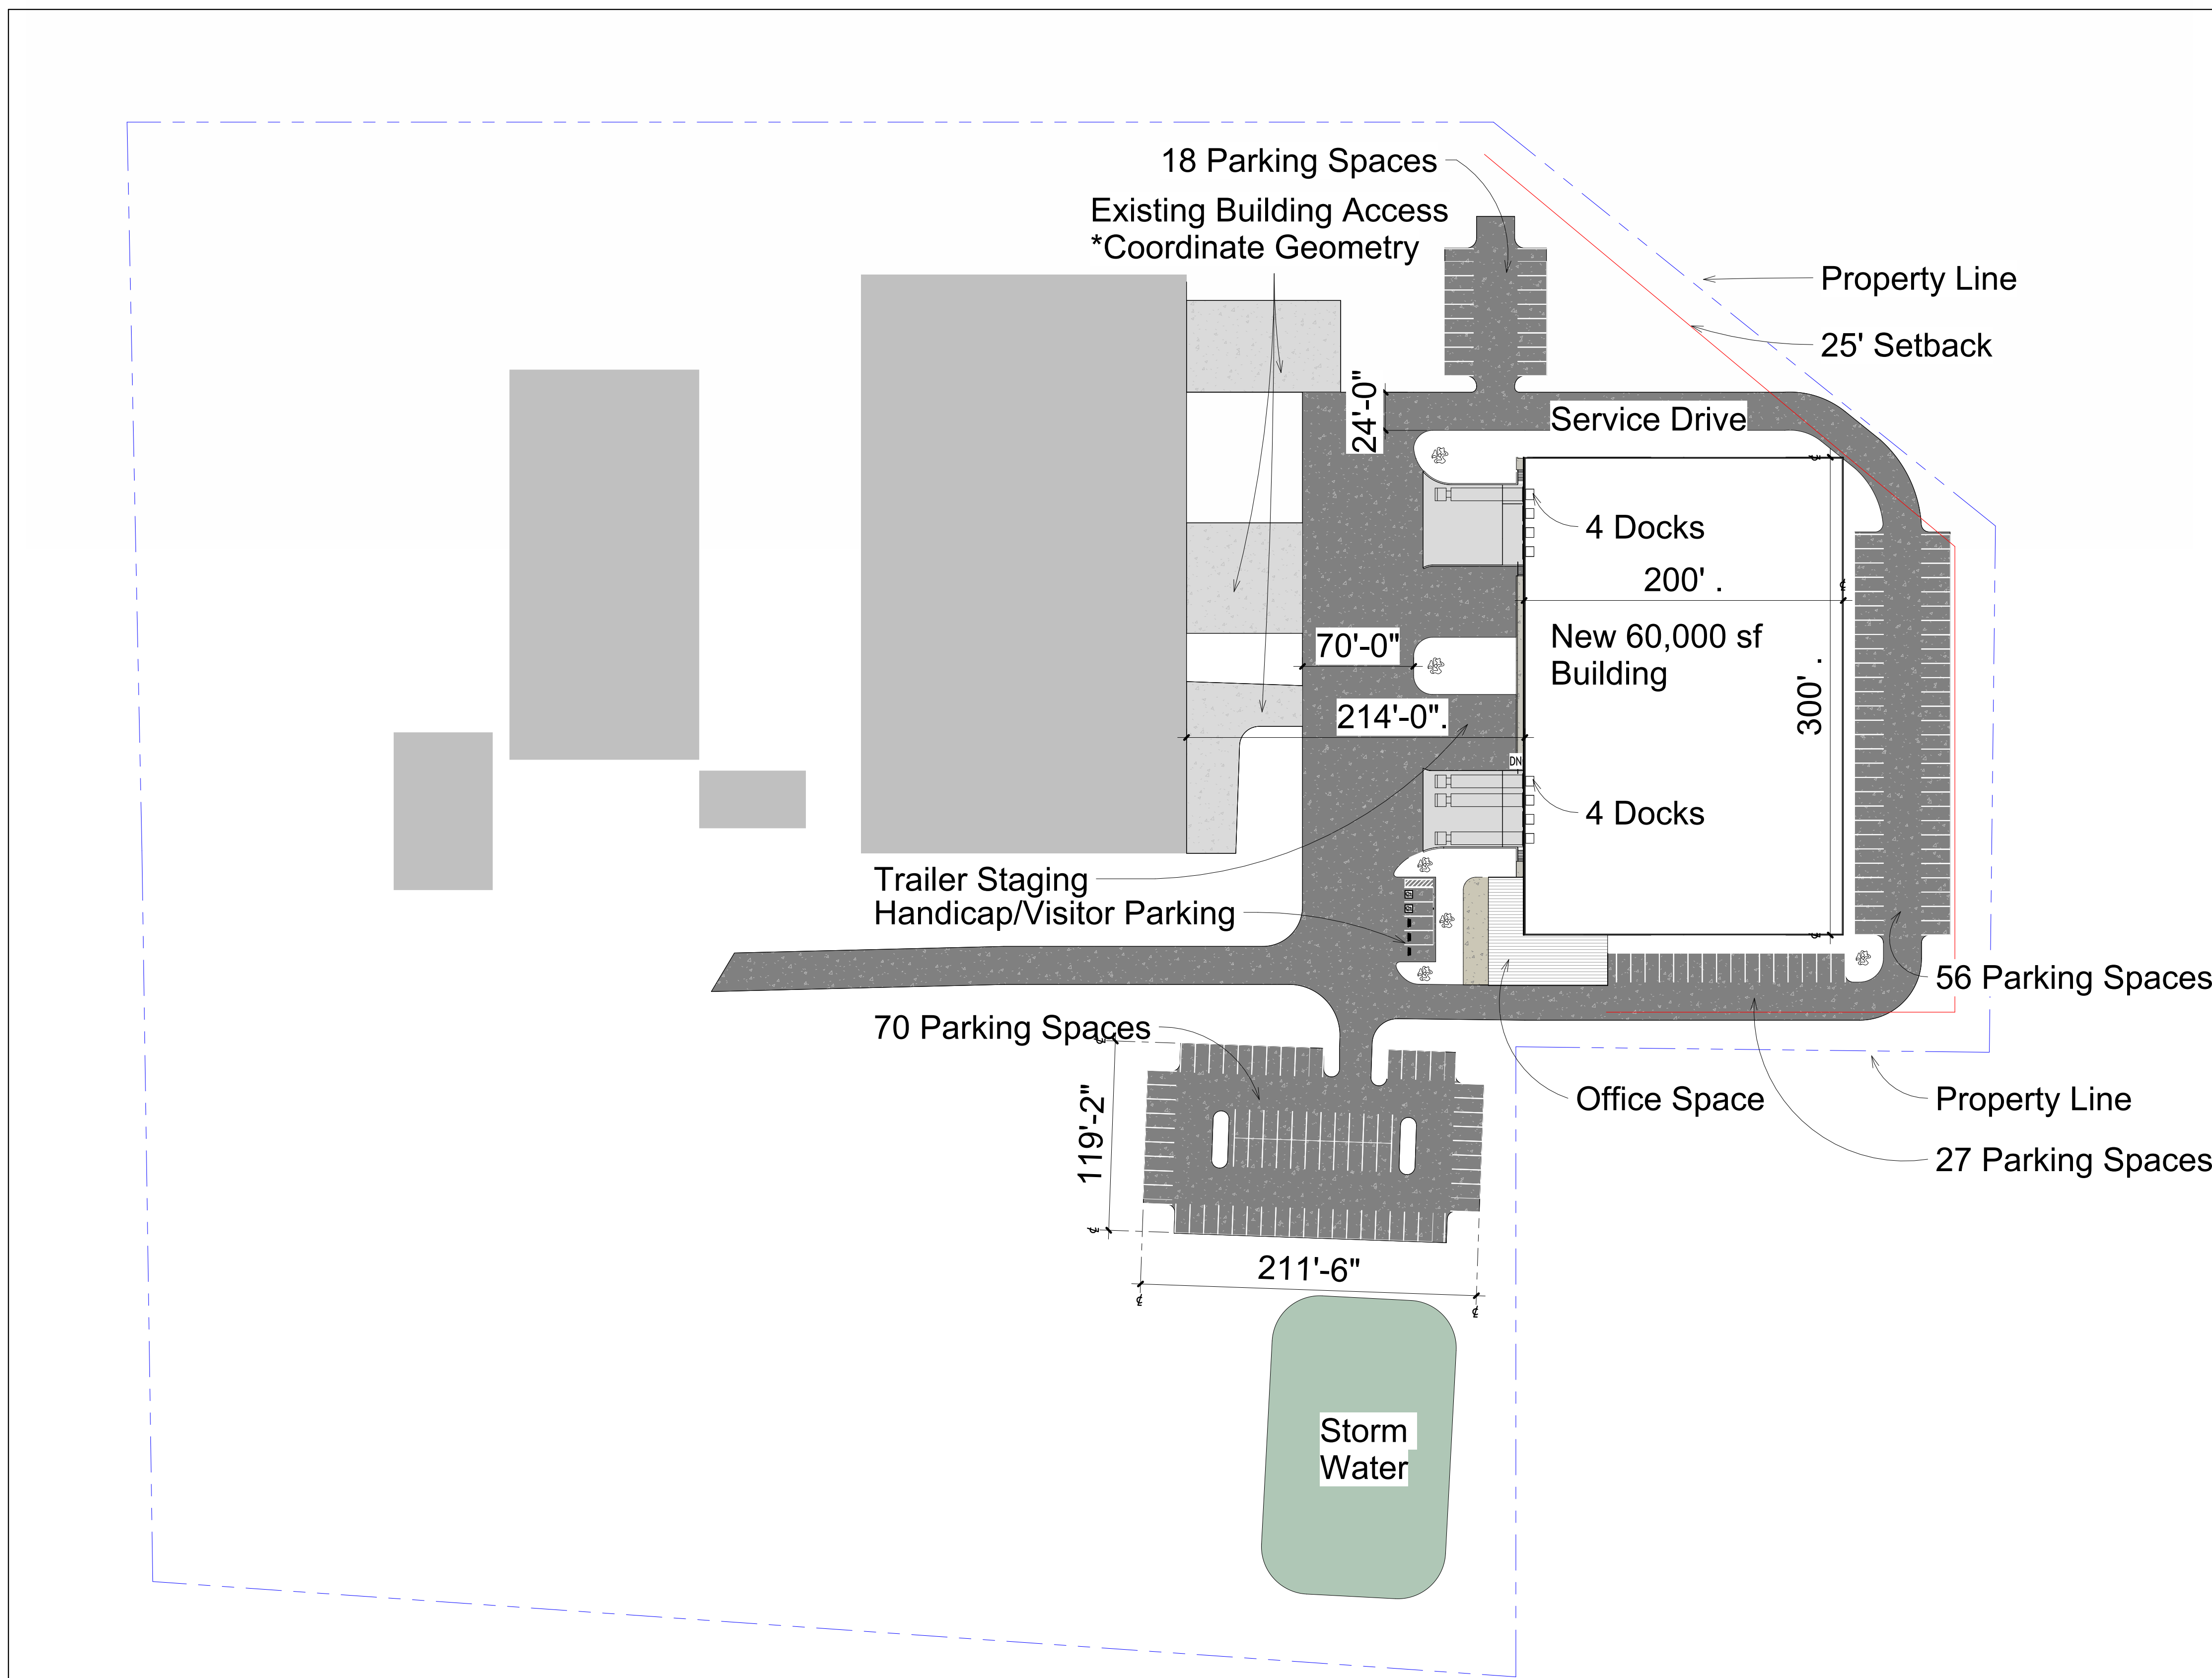 18 Parking Spaces
Existing Building Access
*Coordinate Geometry
Property Line
25' Setback
24'-0"
Service Drive
4 Docks
200' .
New 60,000 sf
Building
70'-0"
300' .
214'-0".
DN
4 Docks
Trailer Staging
Handicap/Visitor Parking
56 Parking Spaces
70 Parking Spaces
Office Space
Property Line
119'-2"
27 Parking Spaces
211'-6"
Storm
Water